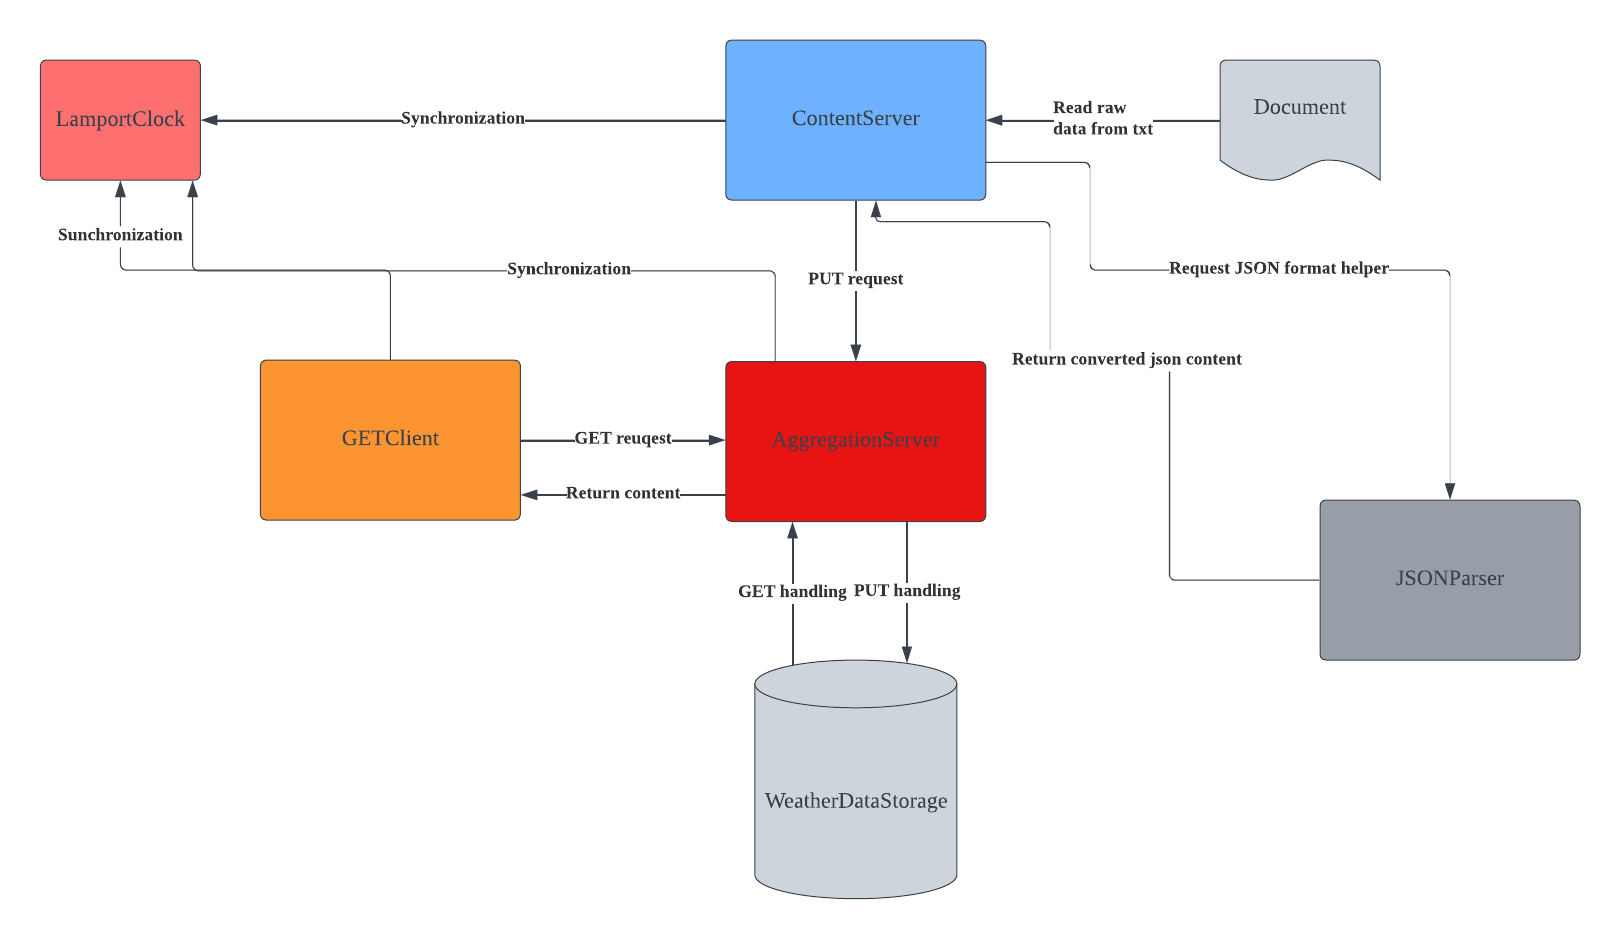 LamportClock
Synchronization
ContentServer
Read raw
data from txt
Document
Sunchronization
Synchronization
PUT request
Request JSON format helper
Return converted json content
GETClient
GET reuqest
AggregationServer
Return content
JSONParser
GET handling
PUT handling
WeatherDataStorage